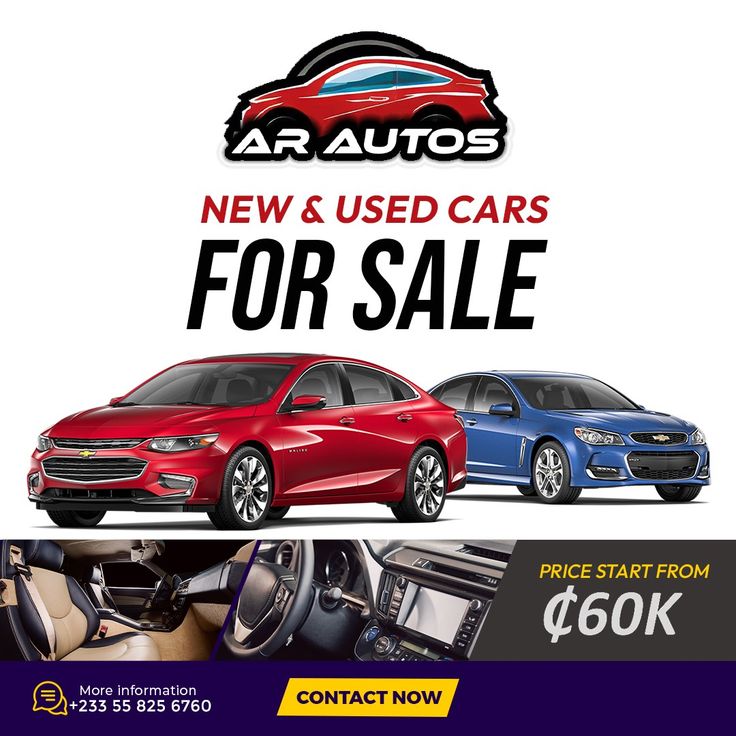 AR AUTOS
NEW & USED CARS
FOR SALE
MALIBU
PRICE START FROM
₵60K
More information
+233 55 825 6760
CONTACT NOW